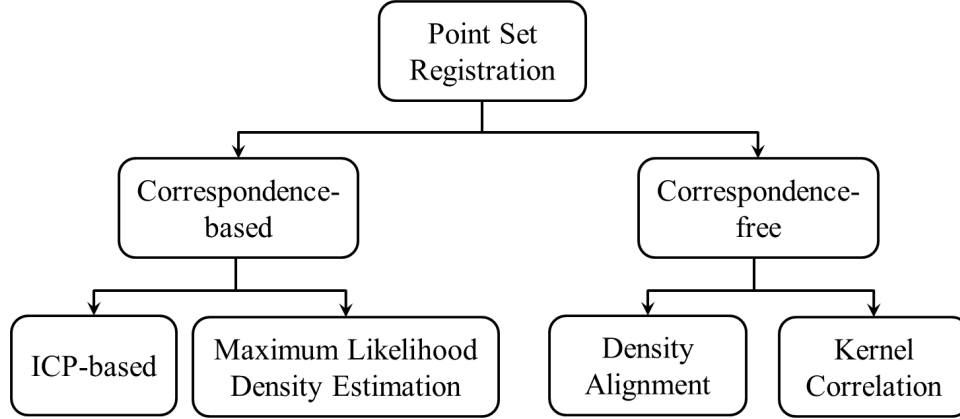 Point Set
Registration
Correspondence-
based
Correspondence-
free
ICP-based
Maximum Likelihood
Density Estimation
Density
Alignment
Kernel
Correlation